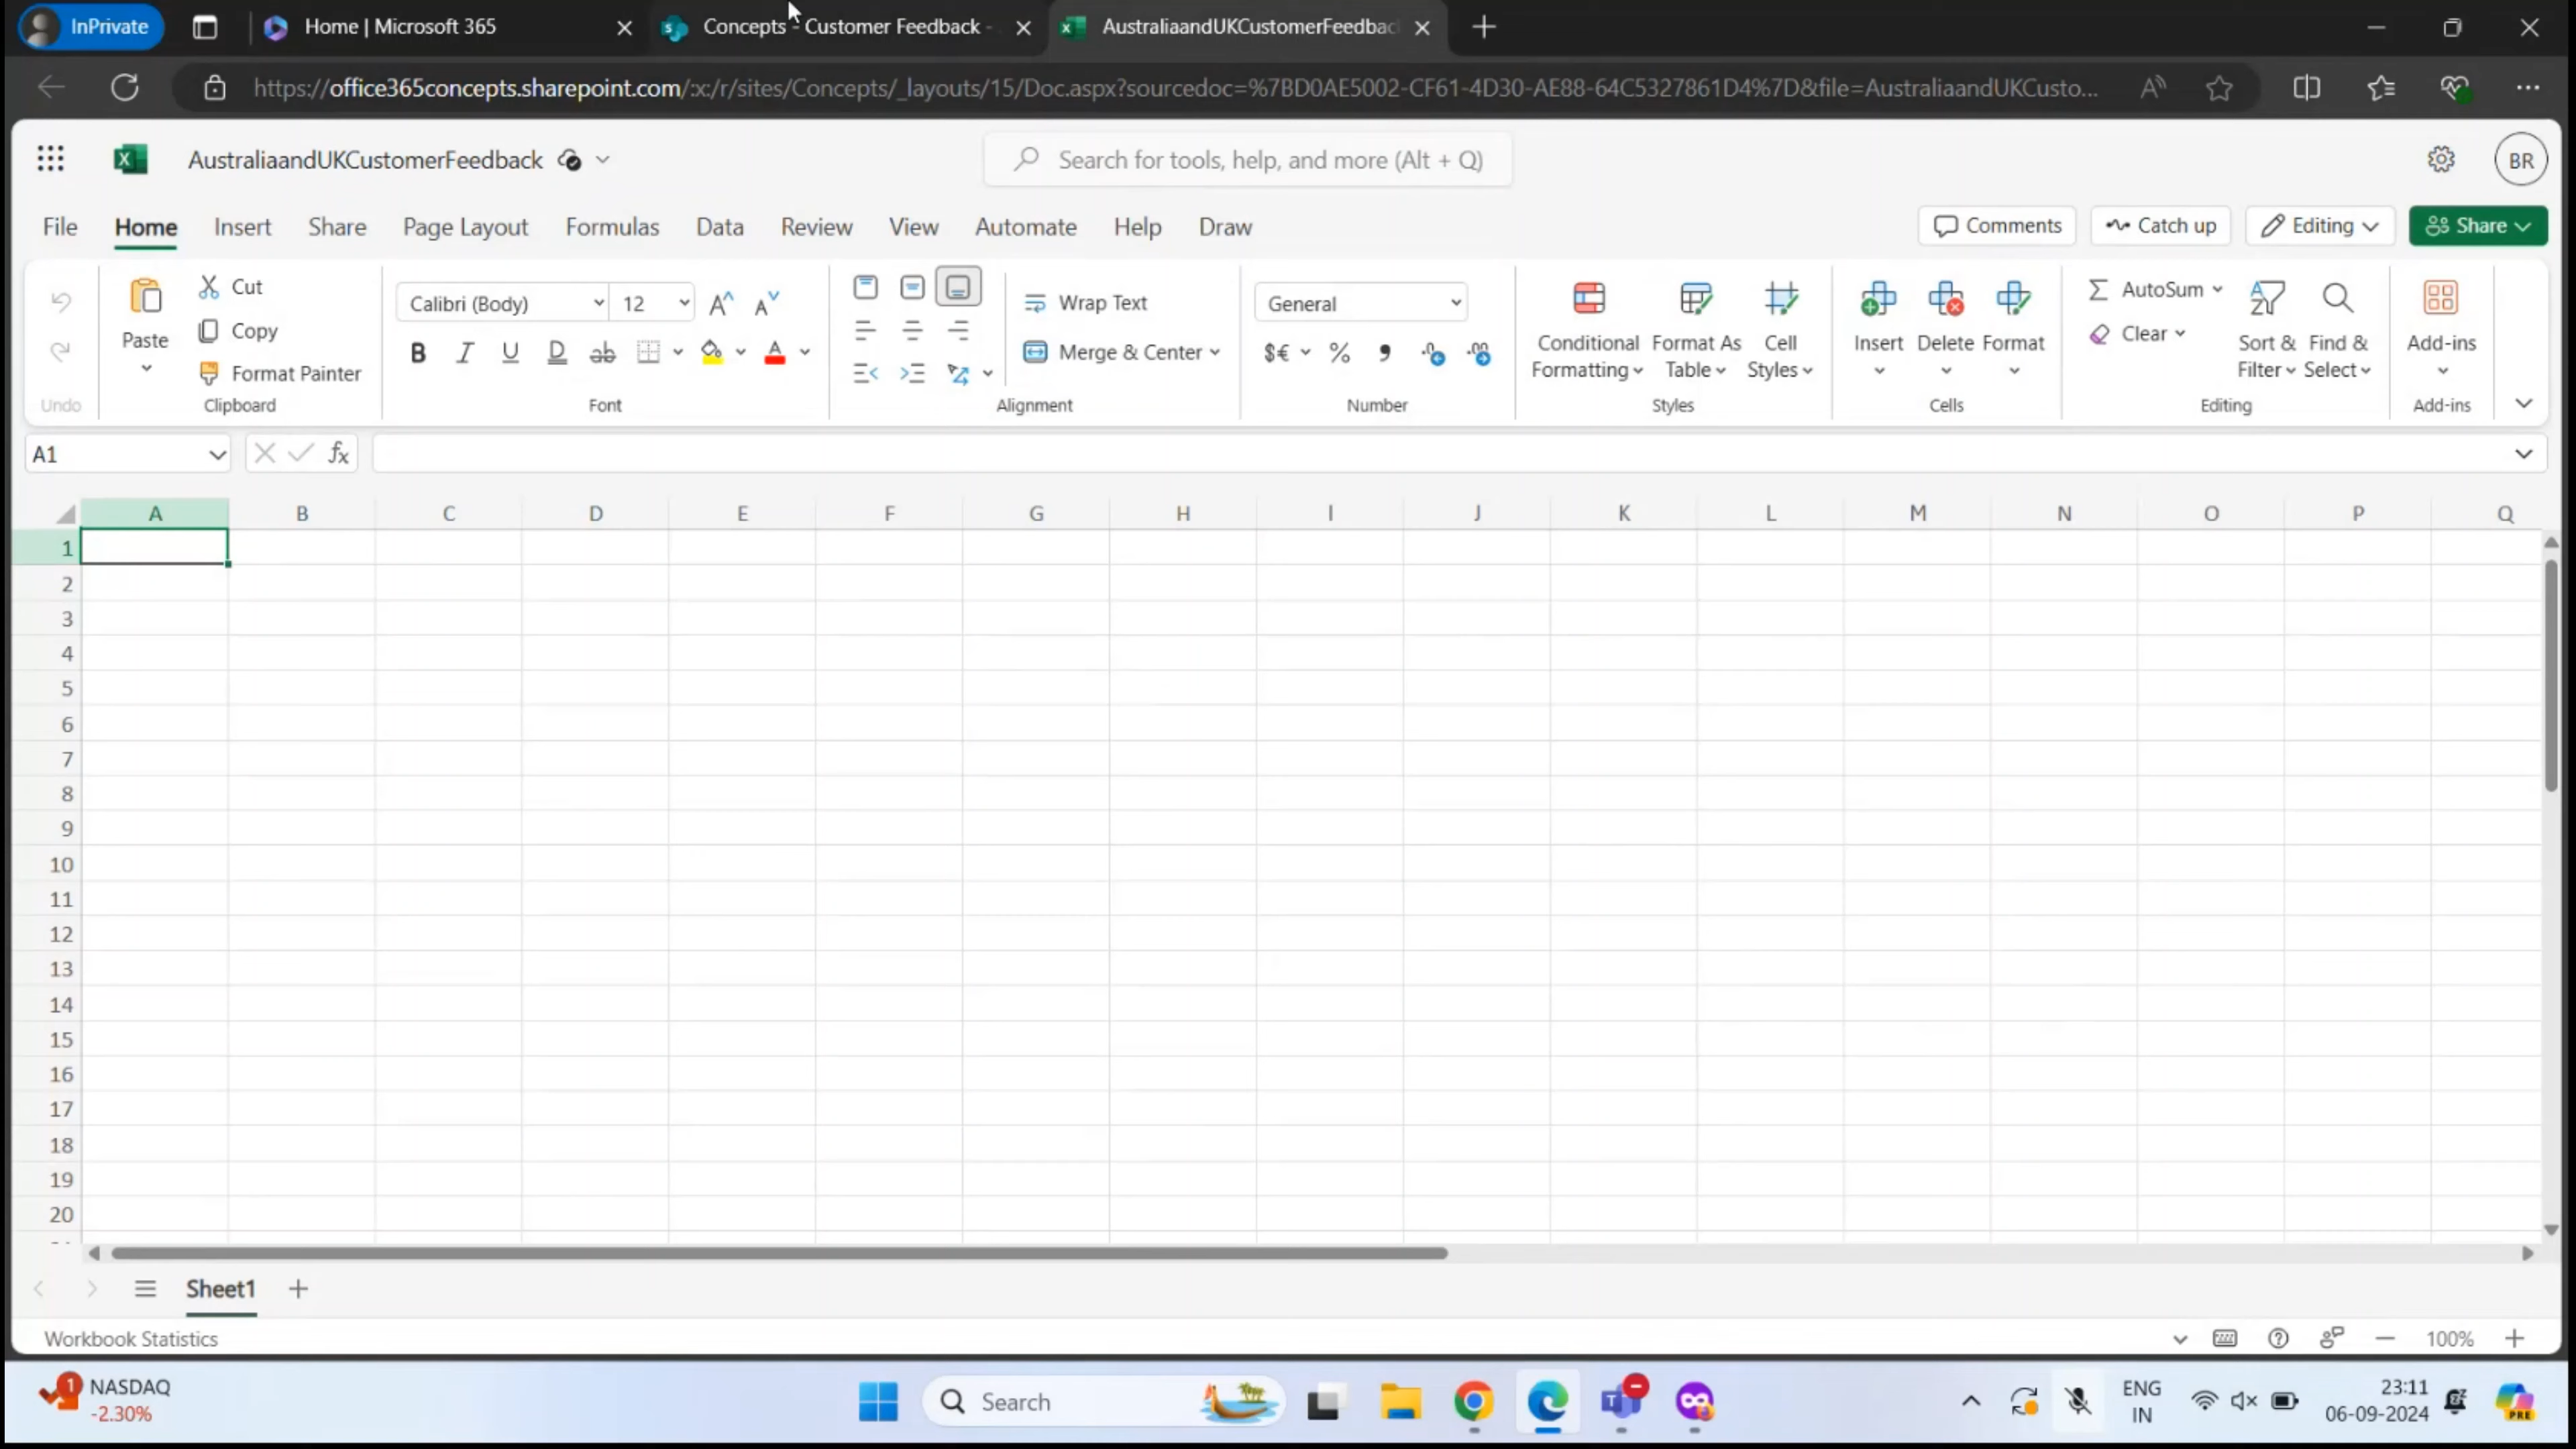 InPrivate
Home | Microsoft 365
Concepts - Customer Feedback -
AustraliaandUKCustomerFeedbac
https://office365concepts.sharepoint.com/:x:/r/sites/Concepts/_layouts/15/Doc.aspx?sourcedoc=%7BD0AE5002-CF61-4D30-AE88-64C5327861D4%7D&file=AustraliaandUKCusto...
AustraliaandUKCustomerFeedback
Search for tools, help, and more (Alt + Q)
BR
File Home Insert Share Page Layout Formulas Data Review View Automate Help Draw
Comments Catch up Editing Share
Paste
Cut
Copy
Format Painter
Undo
Clipboard
Calibri (Body) 12
B I U D ab
Font
Wrap Text
Merge & Center
Alignment
General
$€ %
Number
Conditional Formatting
Format As Table
Cell Styles
Styles
Insert Delete Format
Cells
AutoSum
Clear
Sort & Filter
Find & Select
Editing
Add-ins
Add-ins
A1
fx
A B C D E F G H I J K L M N O P Q
1
2
3
4
5
6
7
8
9
10
11
12
13
14
15
16
17
18
19
20
Sheet1
Workbook Statistics
100%
1
NASDAQ
-2.30%
Search
ENG
IN
23:11
06-09-2024
PRE